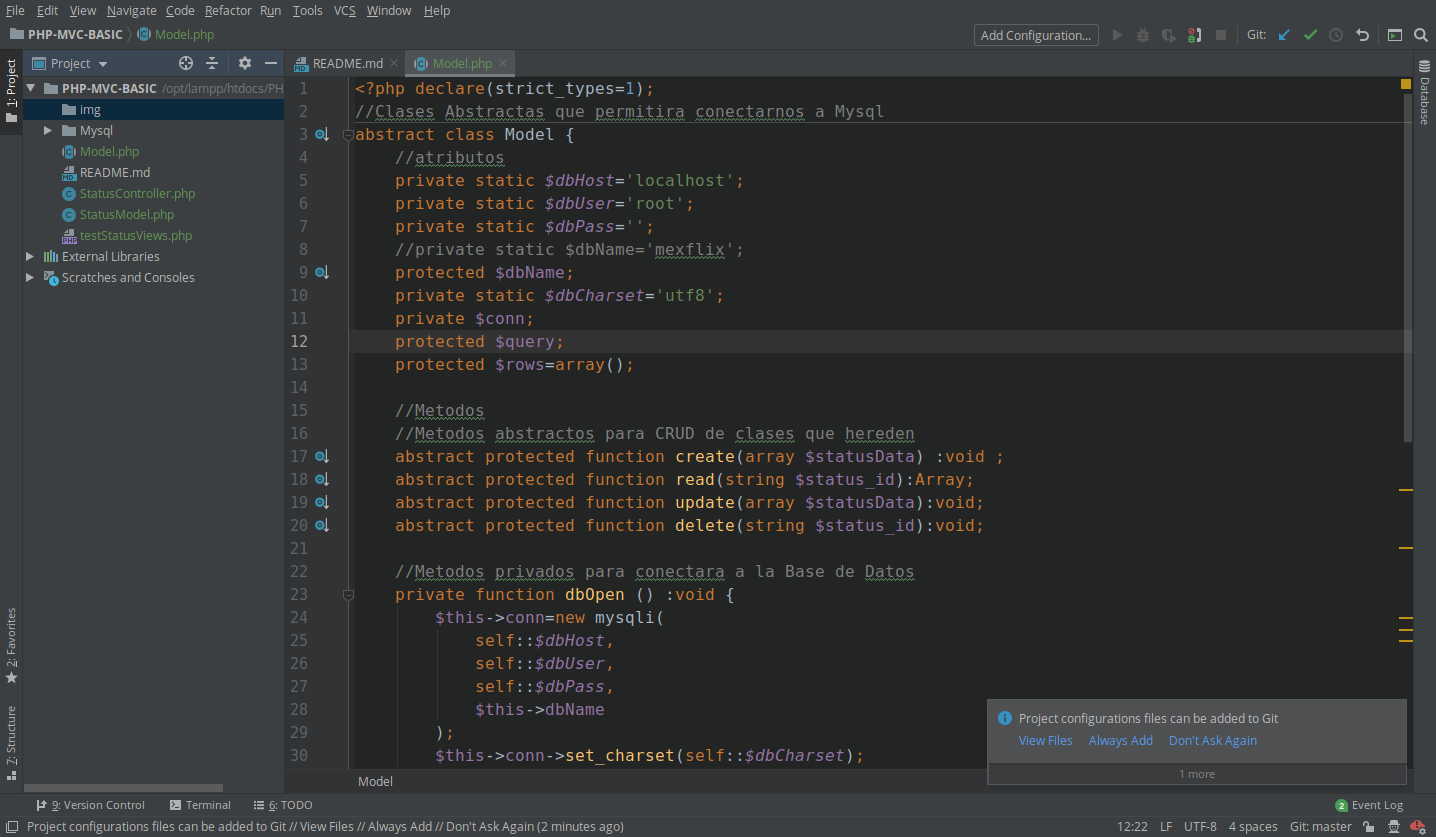 File Edit View Navigate Code Refactor Run Tools VCS Window Help
PHP-MVC-BASIC Model.php Add Configuration... Git:
1: Project
Project
README.md Model.php
PHP-MVC-BASIC /opt/lampp/htdocs/PH
img
Mysql
Model.php
README.md
StatusController.php
StatusModel.php
testStatusViews.php
External Libraries
Scratches and Consoles
2: Favorites
Z: Structure
1 <?php declare(strict_types=1);
2 //Clases Abstractas que permitira conectarnos a Mysql
3 abstract class Model {
4 //atributos
5 private static $dbHost='localhost';
6 private static $dbUser='root';
7 private static $dbPass='';
8 //private static $dbName='mexflix';
9 protected $dbName;
10 private static $dbCharset='utf8';
11 private $conn;
12 protected $query;
13 protected $rows=array();
14
15 //Metodos
16 //Metodos abstractos para CRUD de clases que hereden
17 abstract protected function create(array $statusData) :void ;
18 abstract protected function read(string $status_id):Array;
19 abstract protected function update(array $statusData):void;
20 abstract protected function delete(string $status_id):void;
21
22 //Metodos privados para conectara a la Base de Datos
23 private function dbOpen () :void {
24 $this->conn=new mysqli(
25 self::$dbHost,
26 self::$dbUser,
27 self::$dbPass,
28 $this->dbName
29 );
30 $this->conn->set_charset(self::$dbCharset);
Database
Project configurations files can be added to Git
View Files Always Add Don't Ask Again
1 more
Model
9: Version Control Terminal 6: TODO 2 Event Log
Project configurations files can be added to Git // View Files // Always Add // Don't Ask Again (2 minutes ago) 12:22 LF UTF-8 4 spaces Git: master